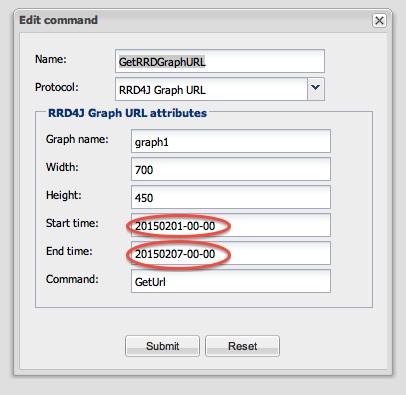 Edit command
Name: GetRRDGraphURL
Protocol: RRD4J Graph URL
RRD4J Graph URL attributes
Graph name: graph1
Width: 700
Height: 450
Start time: 20150201-00-00
End time: 20150207-00-00
Command: GetUrl
Submit Reset